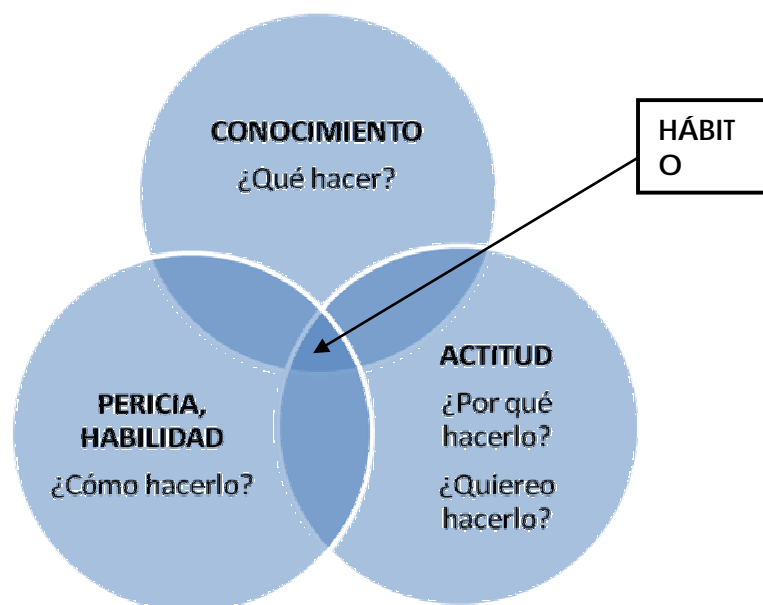 CONOCIMIENTO
¿Qué hacer?
HÁBIT
O
PERICIA,
HABILIDAD
¿Cómo hacerlo?
ACTITUD
¿Por qué
hacerlo?
¿Quiereo
hacerlo?